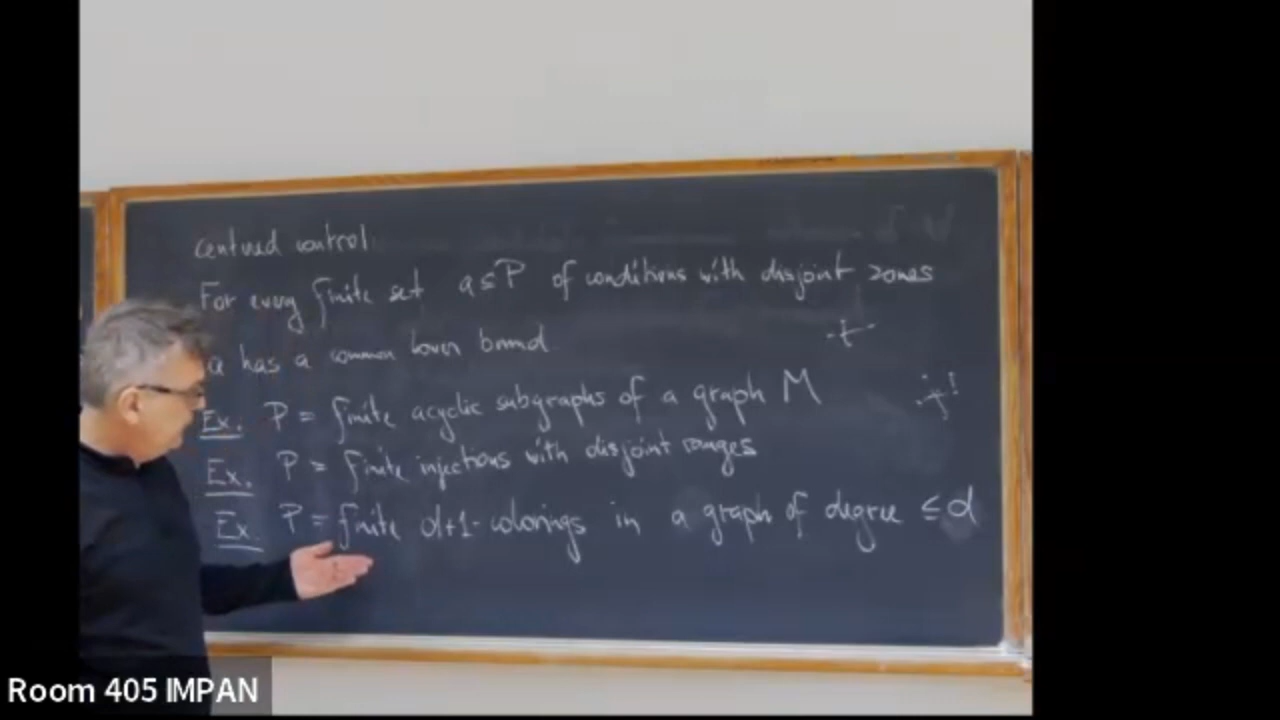 centered control.
For every finite set a ⊆ P of conditions with disjoint zones
a has a common lower bound.
Ex. P = finite acyclic subgraphs of a graph M
Ex. P = finite injections with disjoint ranges
Ex. P = finite d+1-colorings in a graph of degree ≤ d
Room 405 IMPAN